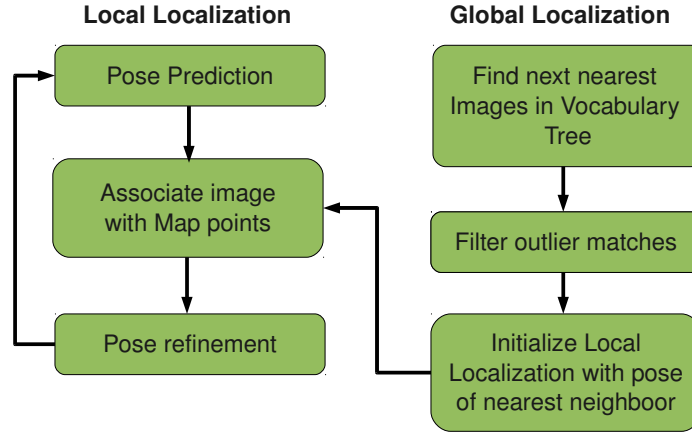 Local Localization
Pose Prediction
Associate image
with Map points
Pose refinement
Global Localization
Find next nearest
Images in Vocabulary
Tree
Filter outlier matches
Initialize Local
Localization with pose
of nearest neighboor